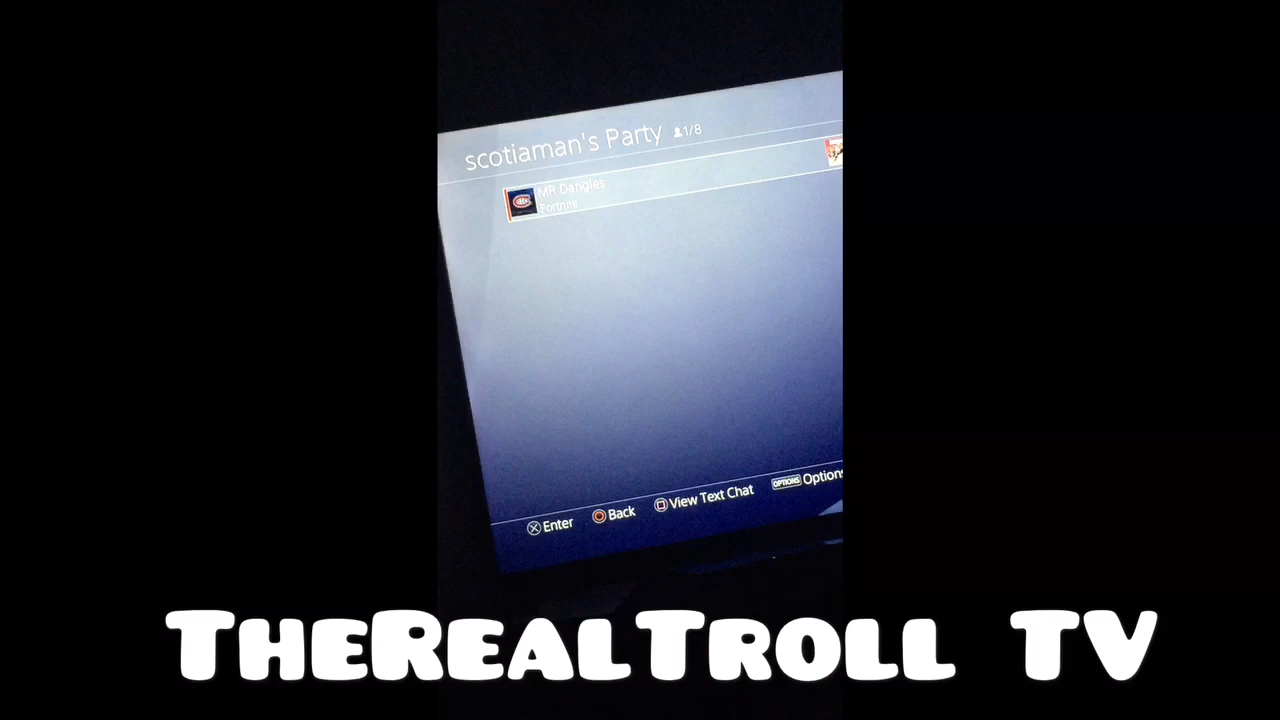 scotiaman's Party 1/8
MR Dangles
Fortnite
Enter Back View Text Chat OPTIONS Options
TheRealTroll TV